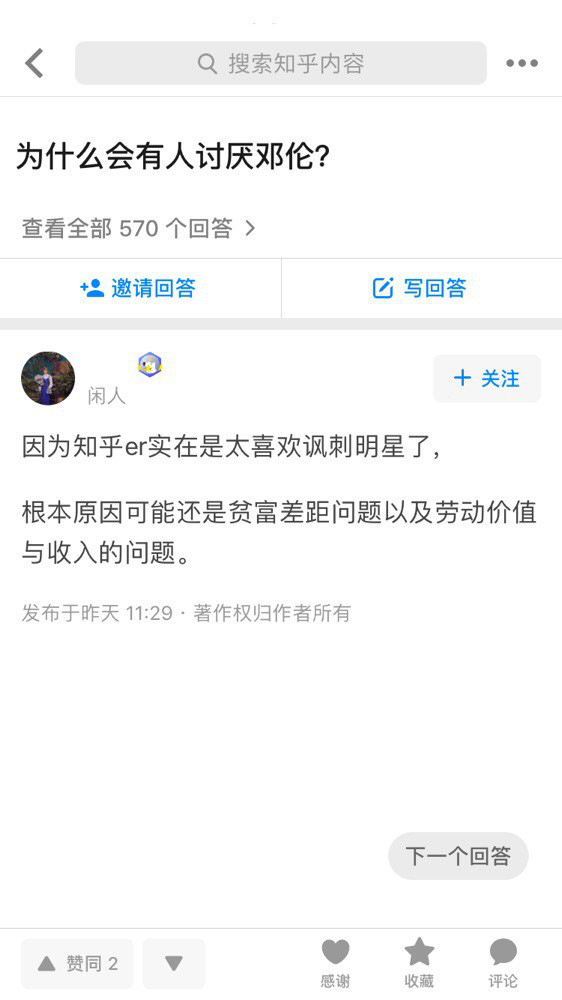 搜索知乎内容
为什么会有人讨厌邓伦?
查看全部 570 个回答
邀请回答
写回答
闲人
+ 关注
因为知乎er实在是太喜欢讽刺明星了,
根本原因可能还是贫富差距问题以及劳动价值
与收入的问题。
发布于昨天 11:29 · 著作权归作者所有
下一个回答
赞同 2
感谢
收藏
评论